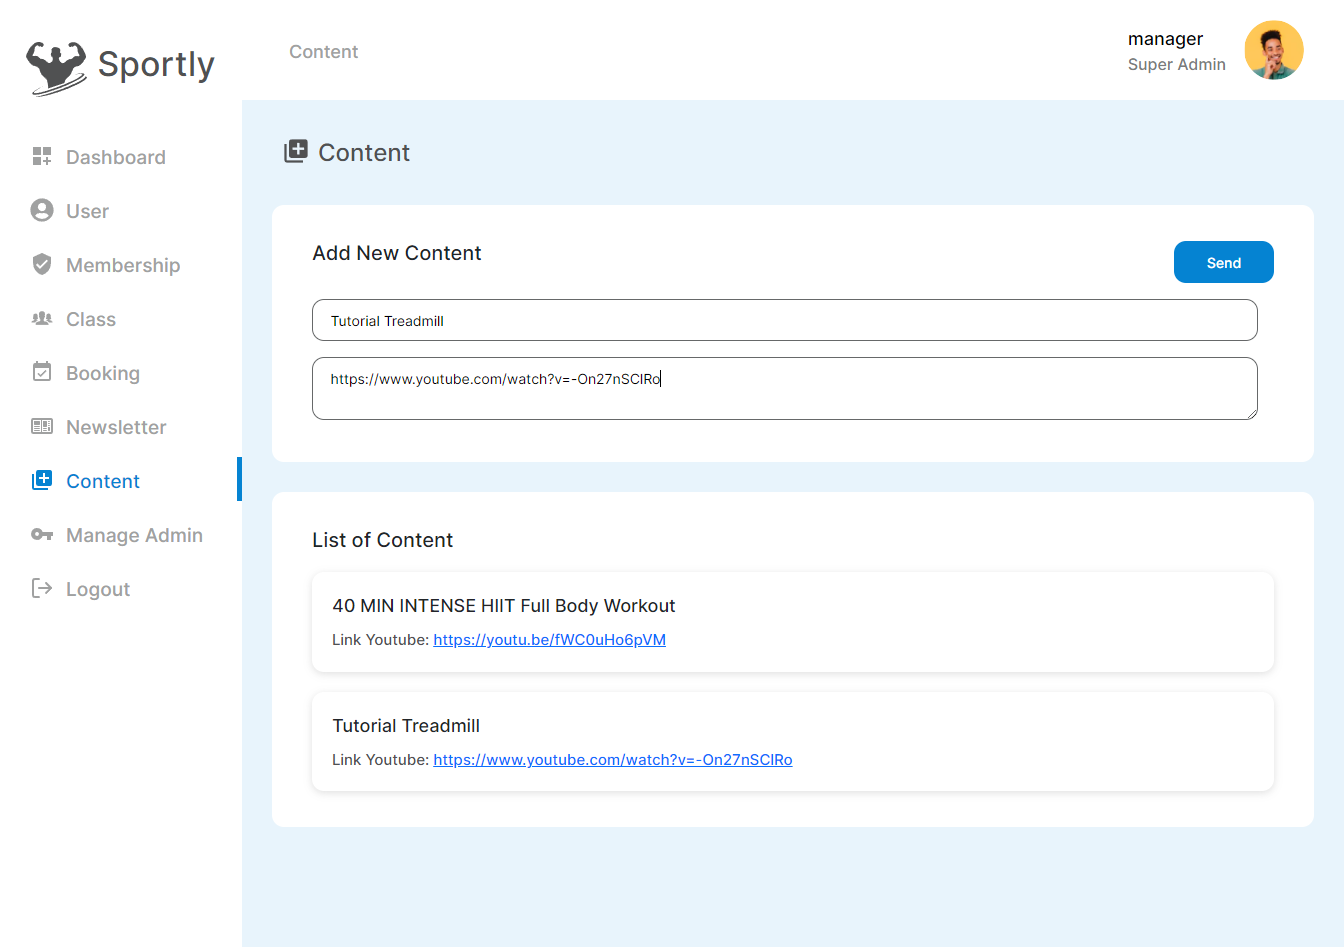 Sportly
Content
manager
Super Admin
Dashboard
User
Membership
Class
Booking
Newsletter
Content
Manage Admin
Logout
Content
Add New Content
Send
Tutorial Treadmill
https://www.youtube.com/watch?v=-On27nSCIRo
List of Content
40 MIN INTENSE HIIT Full Body Workout
Link Youtube: https://youtu.be/fWC0uHo6pVM
Tutorial Treadmill
Link Youtube: https://www.youtube.com/watch?v=-On27nSCIRo